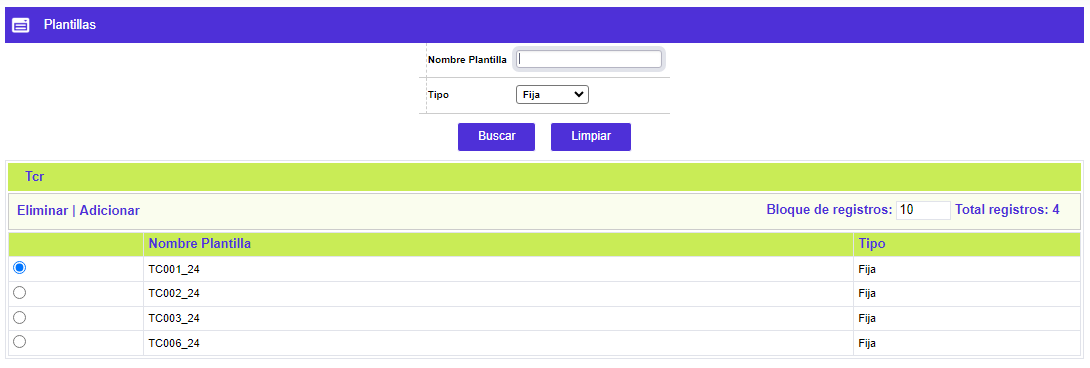 Plantillas
Nombre Plantilla
Tipo Fija
Buscar Limpiar
Tcr
Eliminar | Adicionar Bloque de registros: 10 Total registros: 4
Nombre Plantilla Tipo
TC001_24 Fija
TC002_24 Fija
TC003_24 Fija
TC006_24 Fija